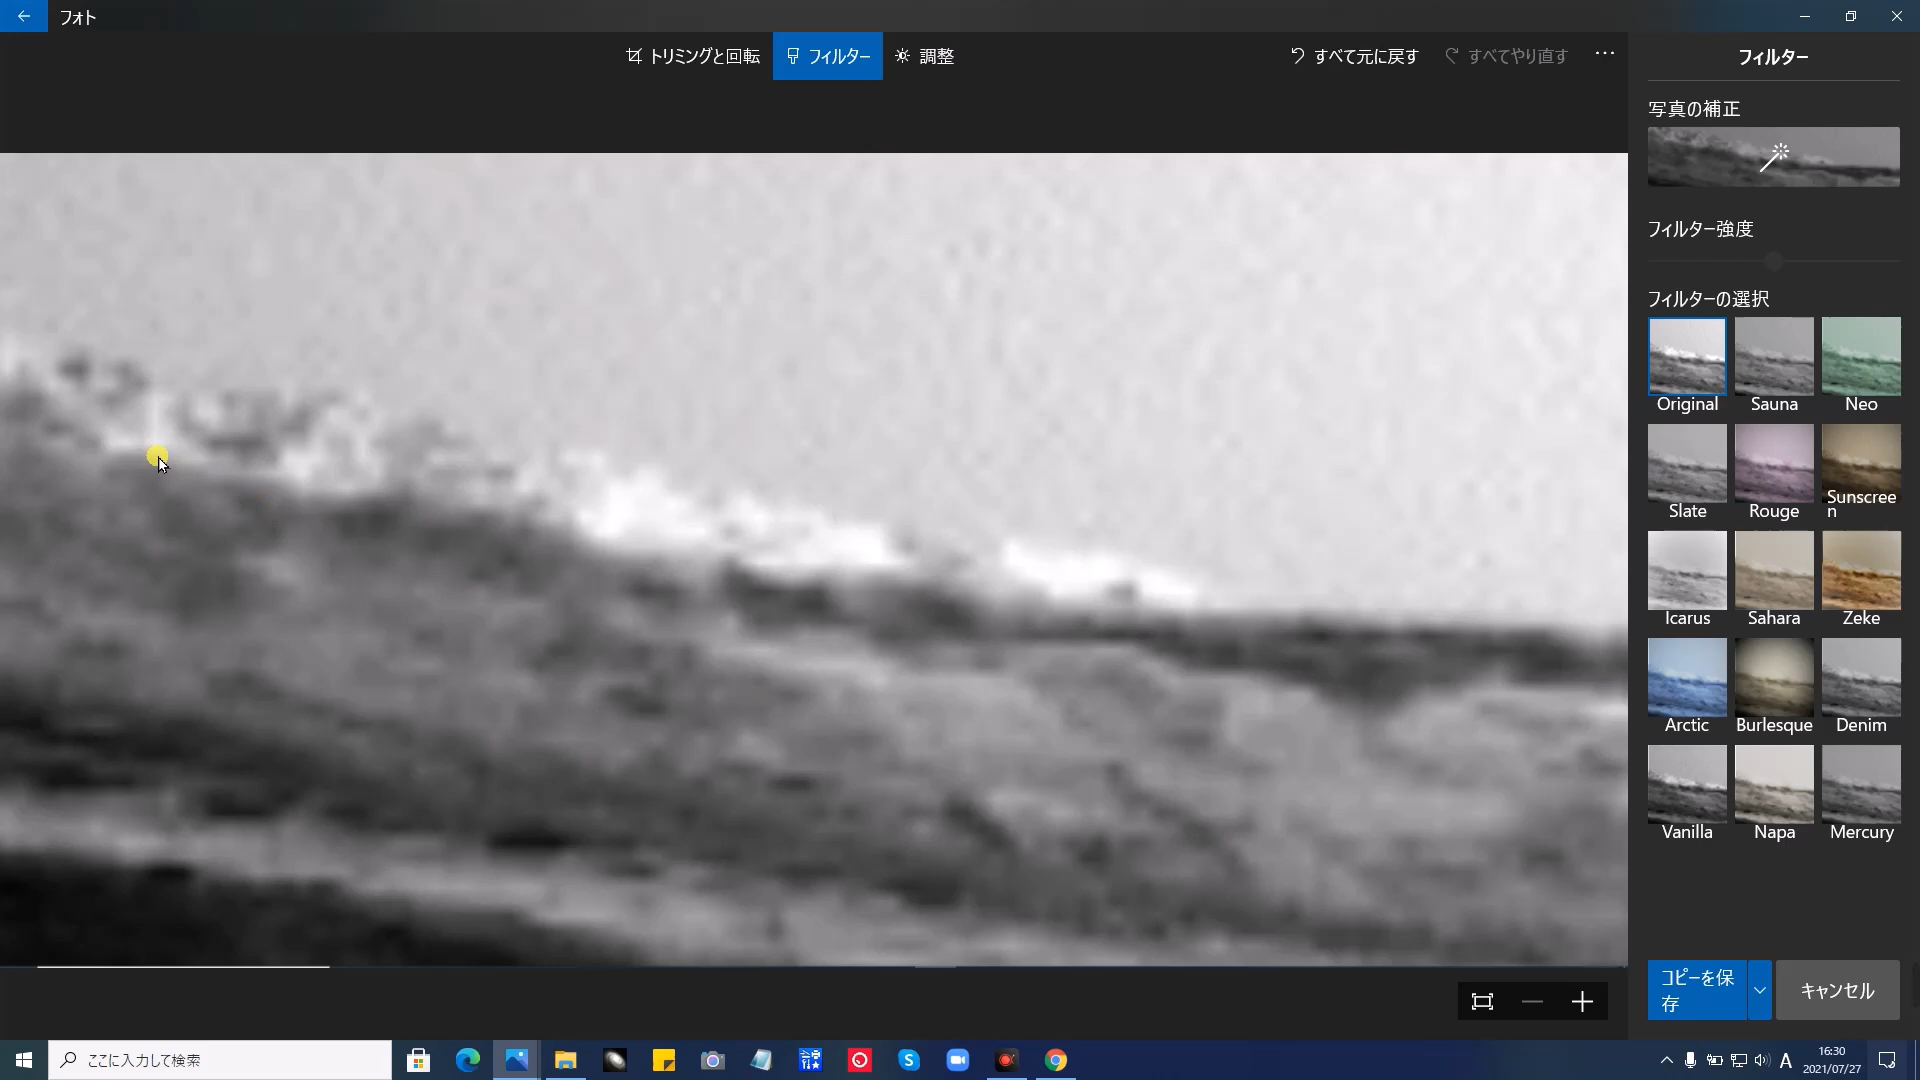 フォト
トリミングと回転
フィルター
調整
すべて元に戻す
すべてやり直す
フィルター
写真の補正
フィルター強度
フィルターの選択
Original
Sauna
Neo
Slate
Rouge
Sunscree
n
Icarus
Sahara
Zeke
Arctic
Burlesque
Denim
Vanilla
Napa
Mercury
コピーを保
存
キャンセル
ここに入力して検索
A
16:30
2021/07/27